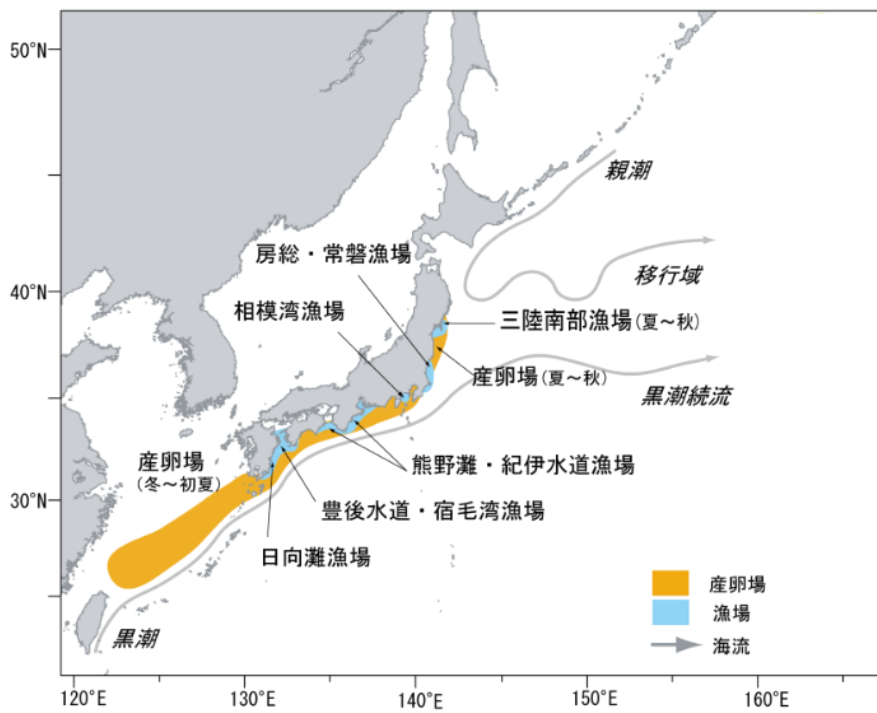 50°N
親潮
房総・常磐漁場
移行域
40°N
相模湾漁場
三陸南部漁場(夏～秋)
産卵場(夏～秋)
黒潮続流
産卵場
(冬～初夏)
熊野灘・紀伊水道漁場
30°N
豊後水道・宿毛湾漁場
日向灘漁場
産卵場
漁場
黒潮
海流
120°E
130°E
140°E
150°E
160°E